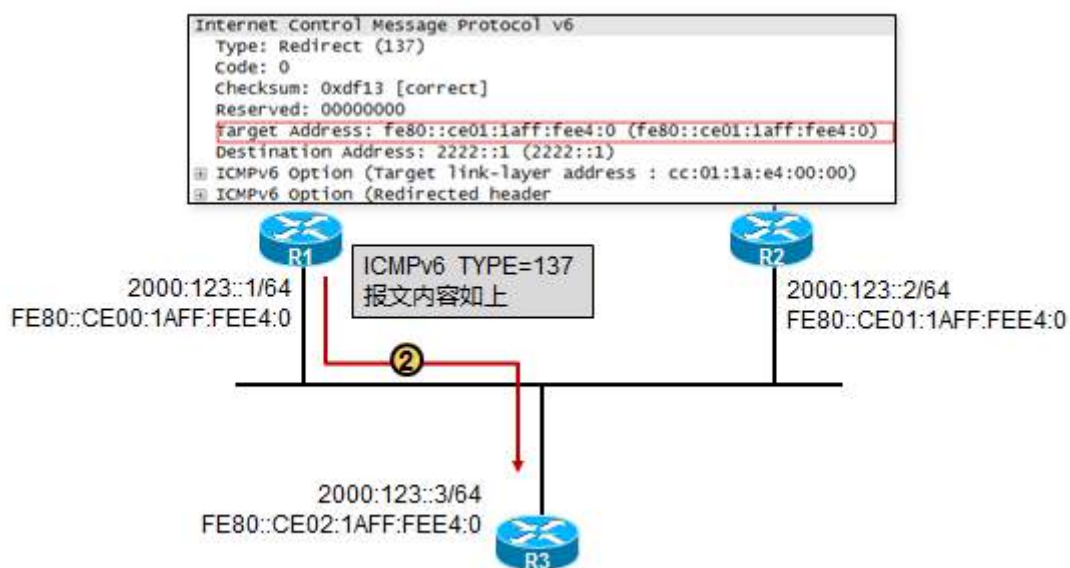 Internet Control Message Protocol v6
Type: Redirect (137)
Code: 0
Checksum: 0xdf13 [correct]
Reserved: 00000000
Target Address: fe80::ce01:1aff:fee4:0 (fe80::ce01:1aff:fee4:0)
Destination Address: 2222::1 (2222::1)
ICMPv6 Option (Target link-layer address : cc:01:1a:e4:00:00)
ICMPv6 Option (Redirected header
R1
R2
ICMPv6 TYPE=137
报文内容如上
2000:123::1/64
FE80::CE00:1AFF:FEE4:0
2000:123::2/64
FE80::CE01:1AFF:FEE4:0
2
2000:123::3/64
FE80::CE02:1AFF:FEE4:0
R3